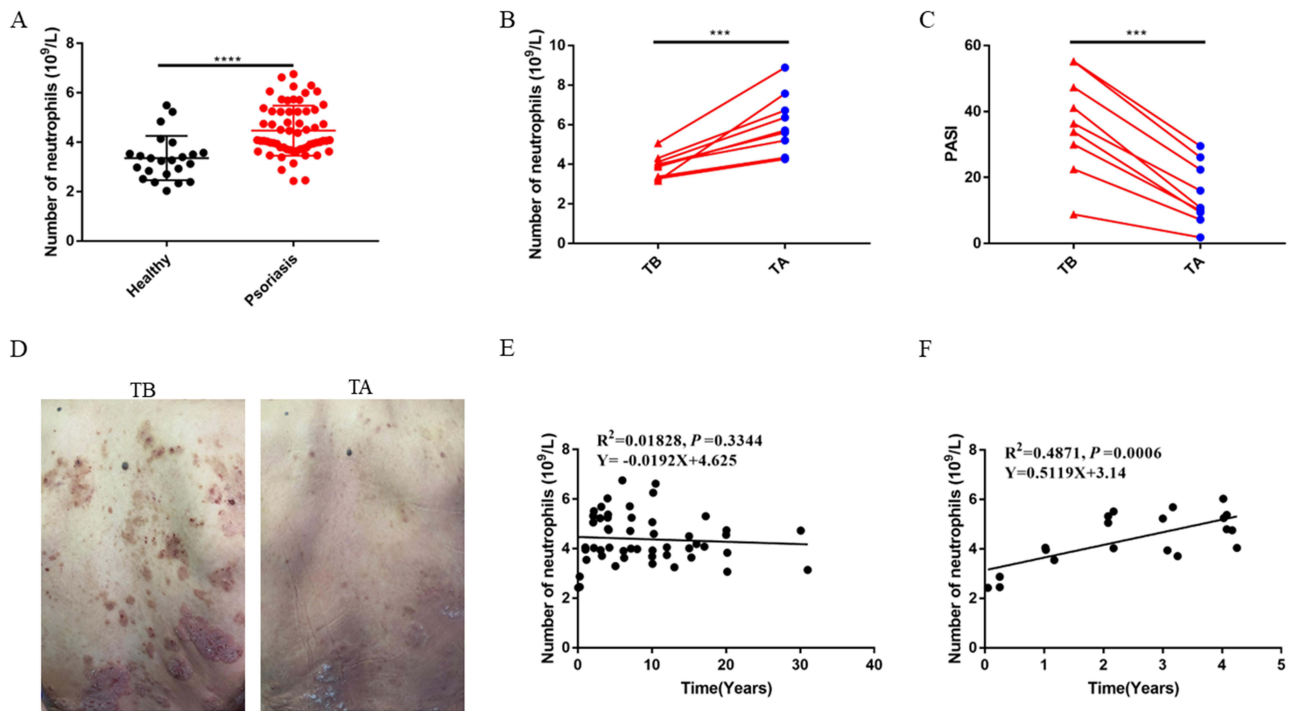 A
Number of neutrophils (10⁹/L)
8
6
4
2
0
****
Healthy
Psoriasis
B
Number of neutrophils (10⁹/L)
10
8
6
4
2
0
***
TB
TA
C
PASI
60
40
20
0
***
TB
TA
D
TB
TA
E
Number of neutrophils (10⁹/L)
R²=0.01828, P =0.3344
Y= -0.0192X+4.625
8
6
4
2
0
0
10
20
30
40
Time(Years)
F
Number of neutrophils (10⁹/L)
R²=0.4871, P =0.0006
Y=0.5119X+3.14
8
6
4
2
0
0
1
2
3
4
5
Time(Years)